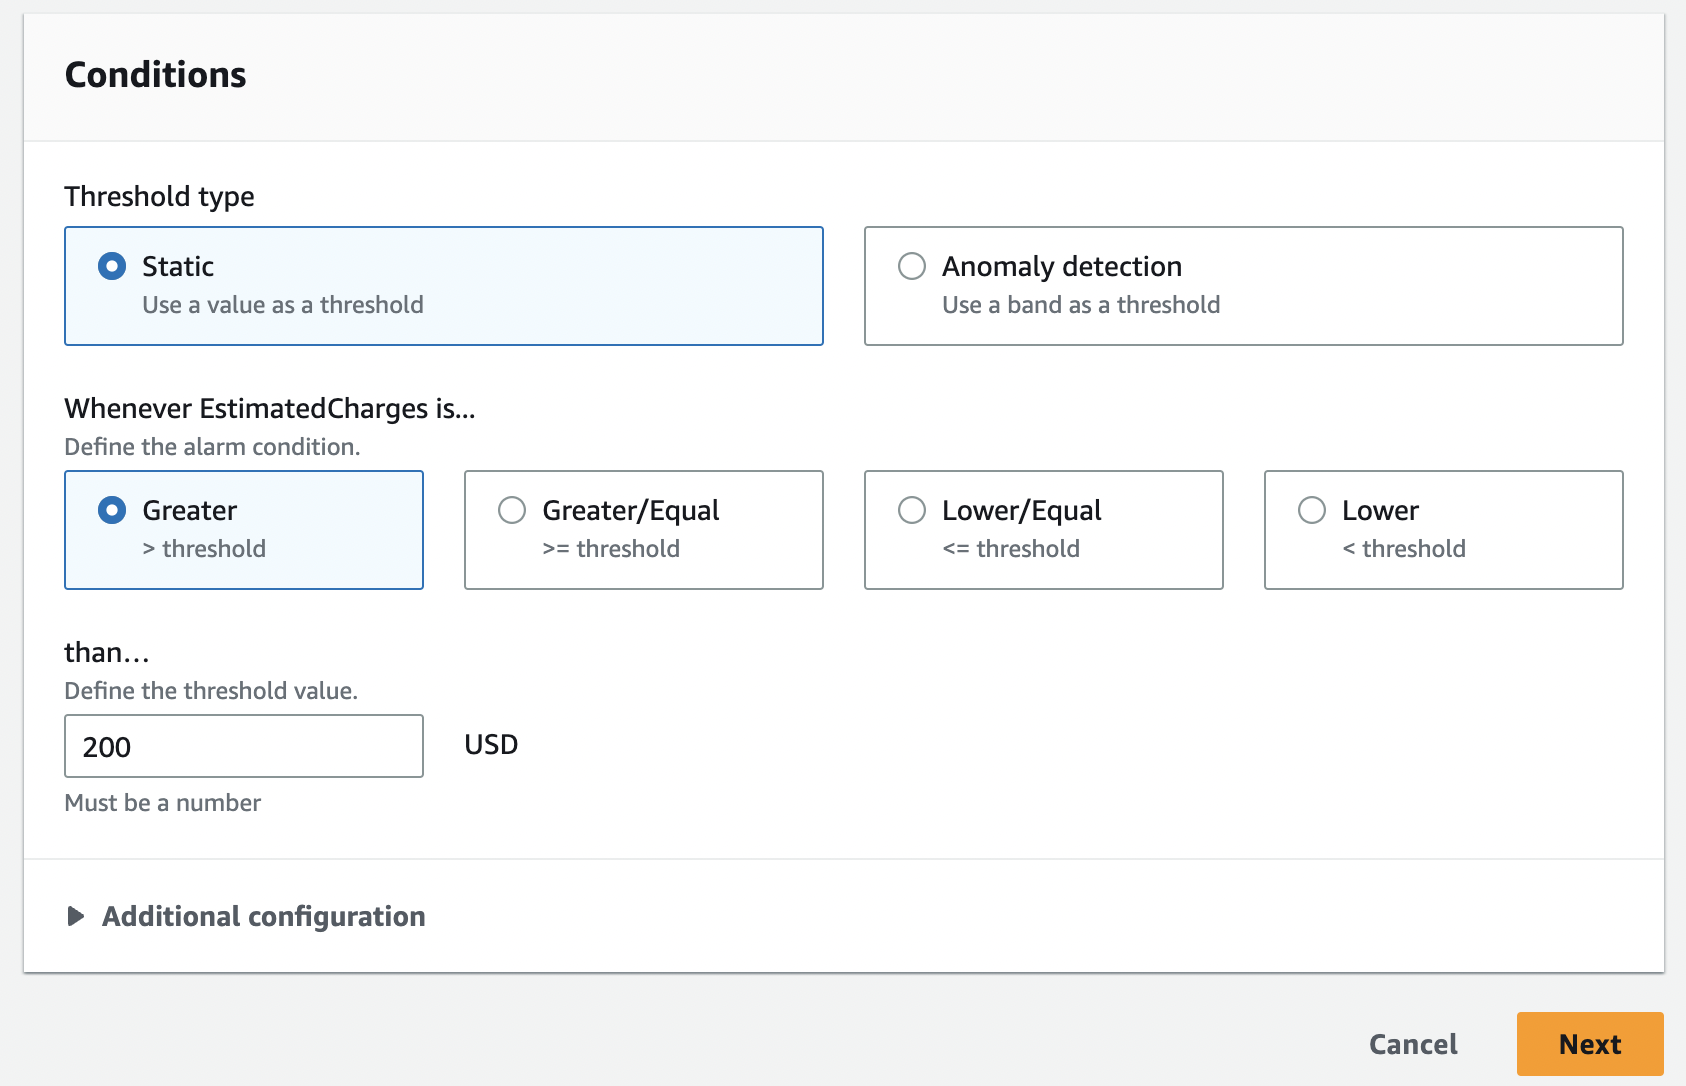 Conditions
Threshold type
Static
Use a value as a threshold
Anomaly detection
Use a band as a threshold
Whenever EstimatedCharges is...
Define the alarm condition.
Greater
> threshold
Greater/Equal
>= threshold
Lower/Equal
<= threshold
Lower
< threshold
than…
Define the threshold value.
200
USD
Must be a number
Additional configuration
Cancel
Next